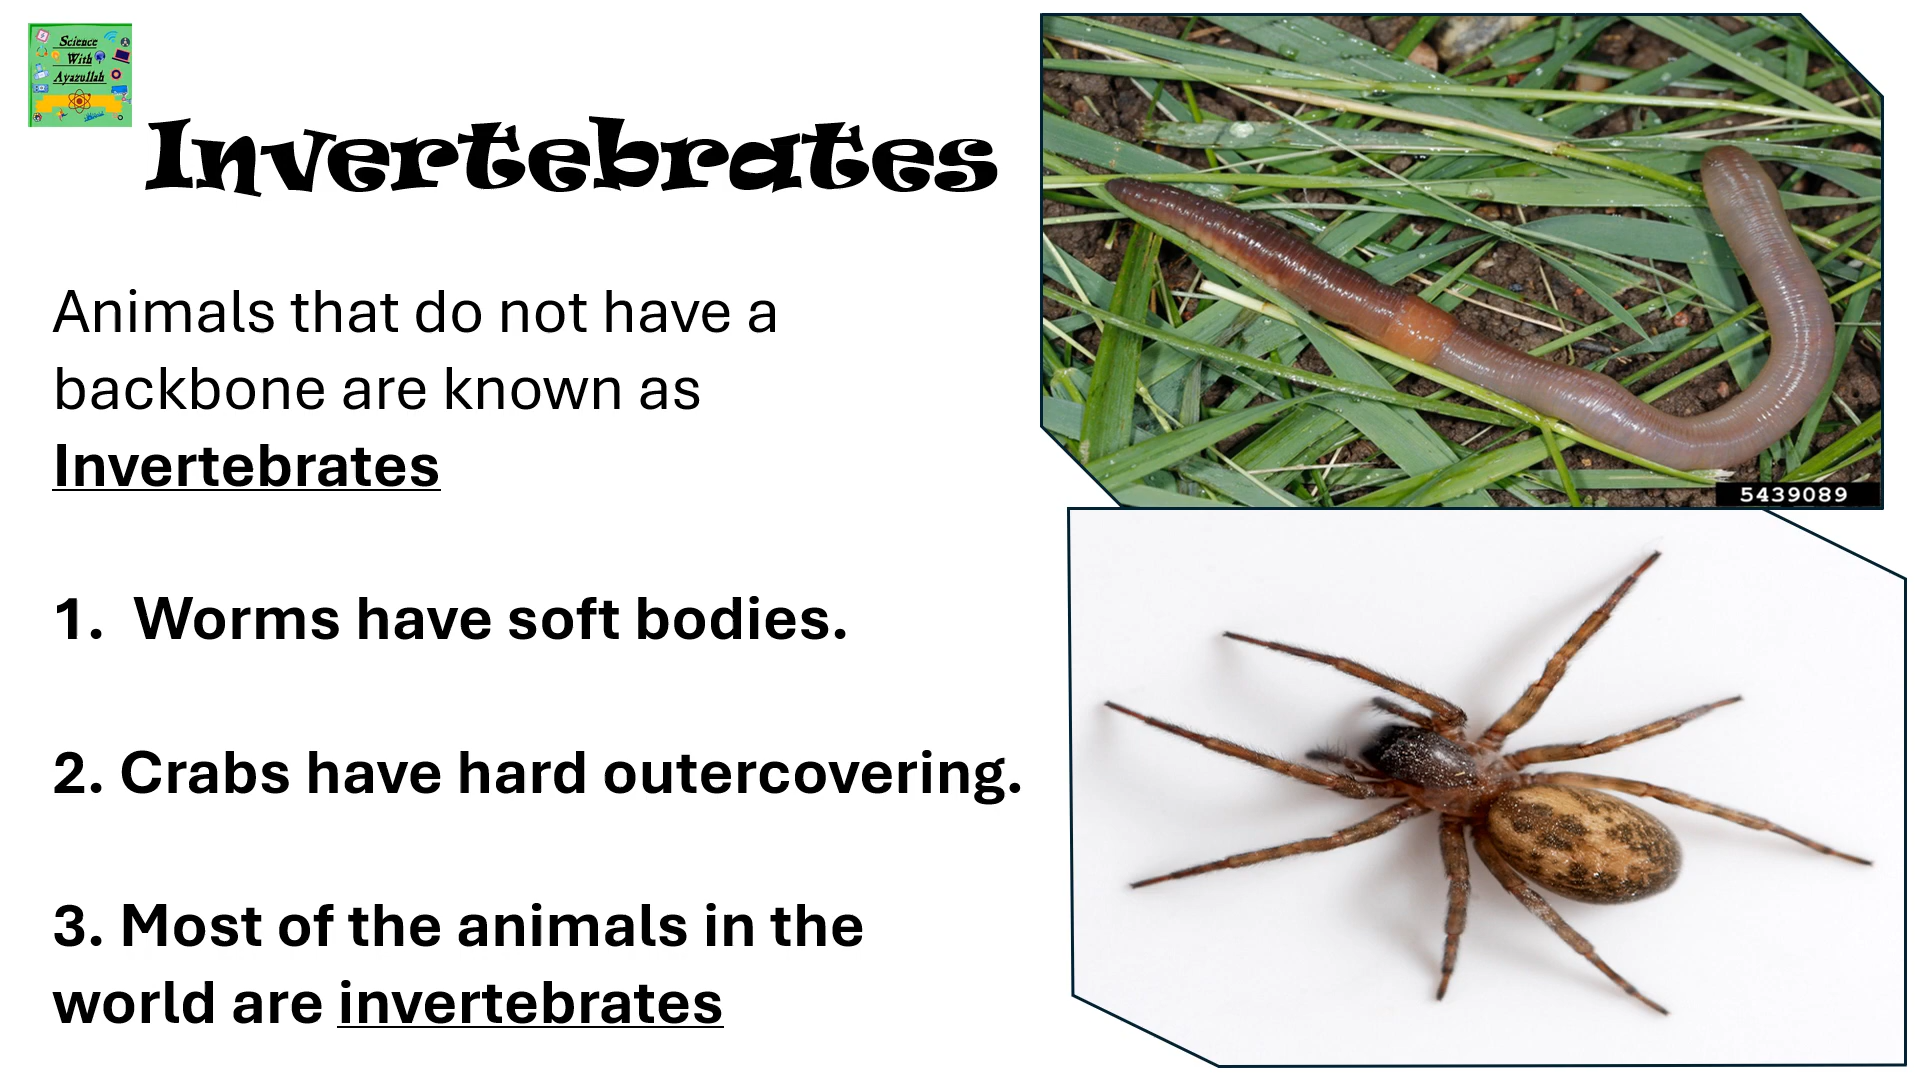 Science
With
Ayazullah
Invertebrates
Animals that do not have a
backbone are known as
Invertebrates
1. Worms have soft bodies.
2. Crabs have hard outercovering.
3. Most of the animals in the
world are invertebrates
5439089